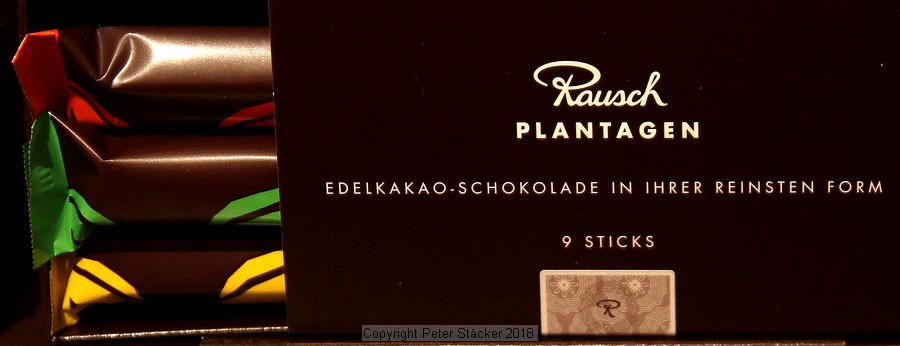 Rausch
PLANTAGEN
EDELKAKAO-SCHOKOLADE IN IHRER REINSTEN FORM
9 STICKS
R
Copyright Peter Stäcker 2018